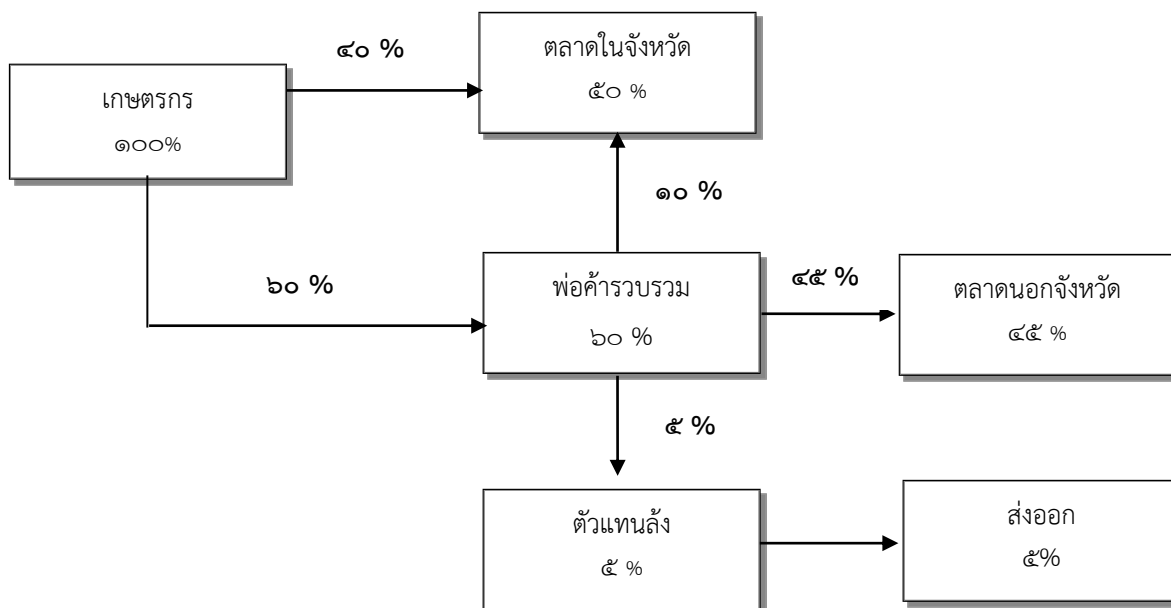 ๔๐ %
ตลาดในจังหวัด
๕๐ %
เกษตรกร
๑๐๐%
๑๐ %
๖๐ %
พ่อค้ารวบรวม
๖๐ %
๔๕ %
ตลาดนอกจังหวัด
๔๕ %
๕ %
ตัวแทนล้ง
๕ %
ส่งออก
๕%